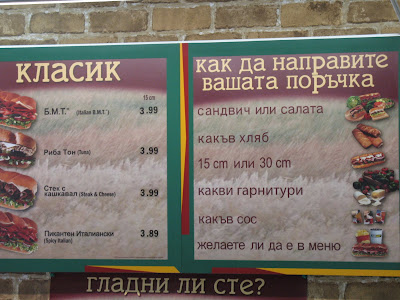 класик
15 cm
Б.М.Т.™ (Italian B.M.T.™) 3.99
Риба Тон (Tuna) 3.99
Стек с
кашкавал (Steak & Cheese) 3.99
Пикантен Италиански 3.89
(Spicy Italian)
как да направите
вашата поръчка
сандвич или салата
какъв хляб
15 cm или 30 cm
какви гарнитури
какъв сос
желаете ли да е в меню
гладни ли сте?